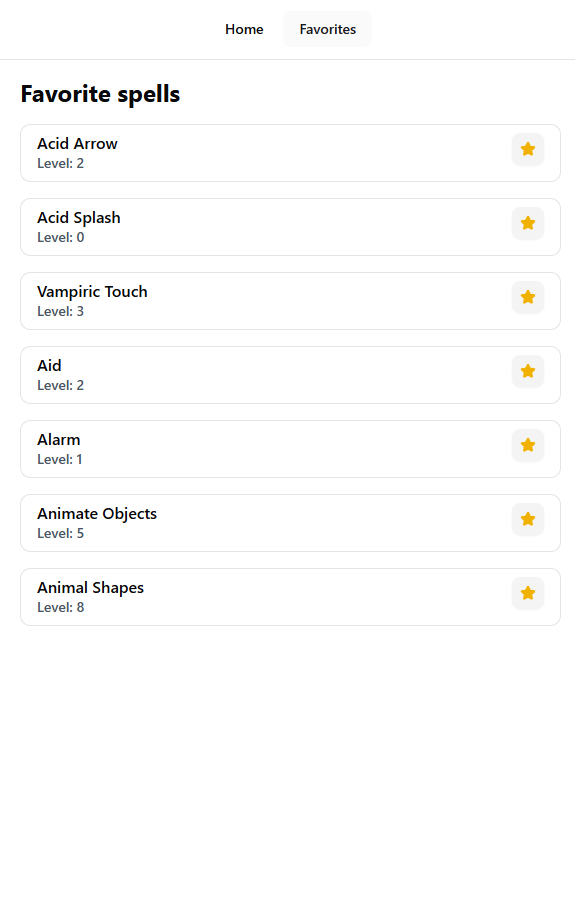 Home Favorites
Favorite spells
Acid Arrow
Level: 2
Acid Splash
Level: 0
Vampiric Touch
Level: 3
Aid
Level: 2
Alarm
Level: 1
Animate Objects
Level: 5
Animal Shapes
Level: 8